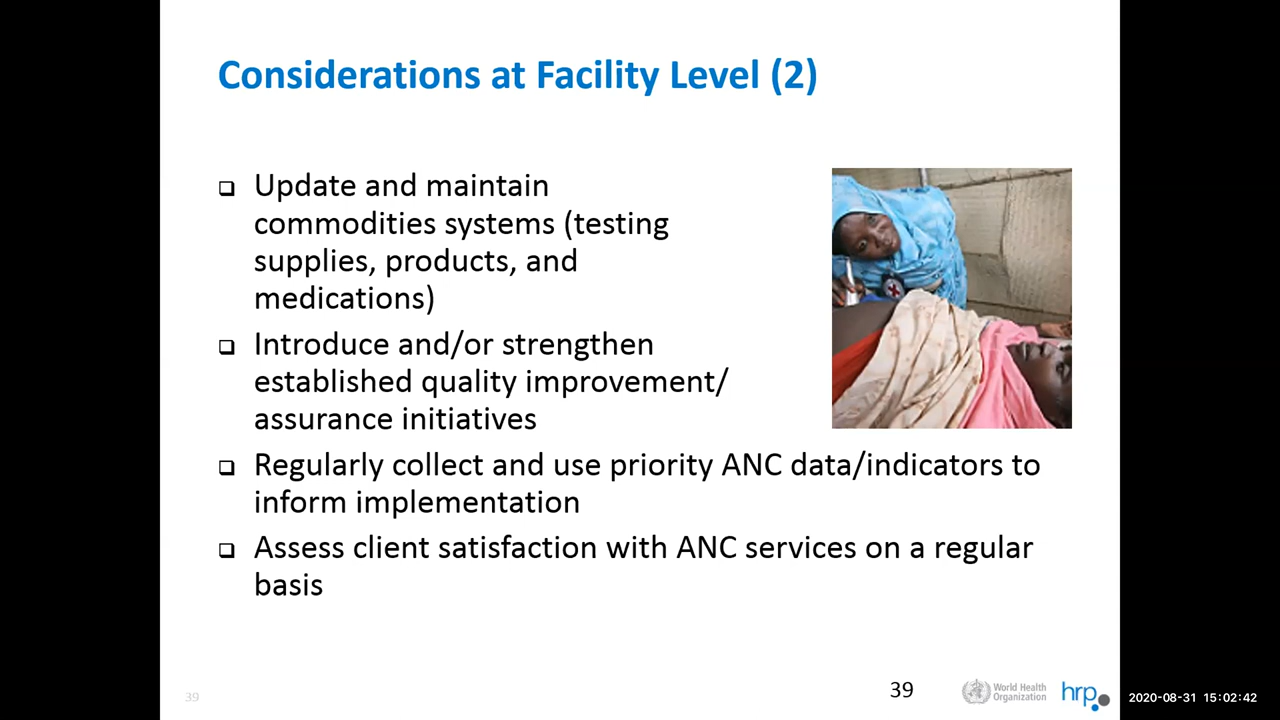 Considerations at Facility Level (2)
❑ Update and maintain
commodities systems (testing
supplies, products, and
medications)
❑ Introduce and/or strengthen
established quality improvement/
assurance initiatives
❑ Regularly collect and use priority ANC data/indicators to
inform implementation
❑ Assess client satisfaction with ANC services on a regular
basis
39
39
World Health
Organization
hrp
2020-08-31 15:02:42